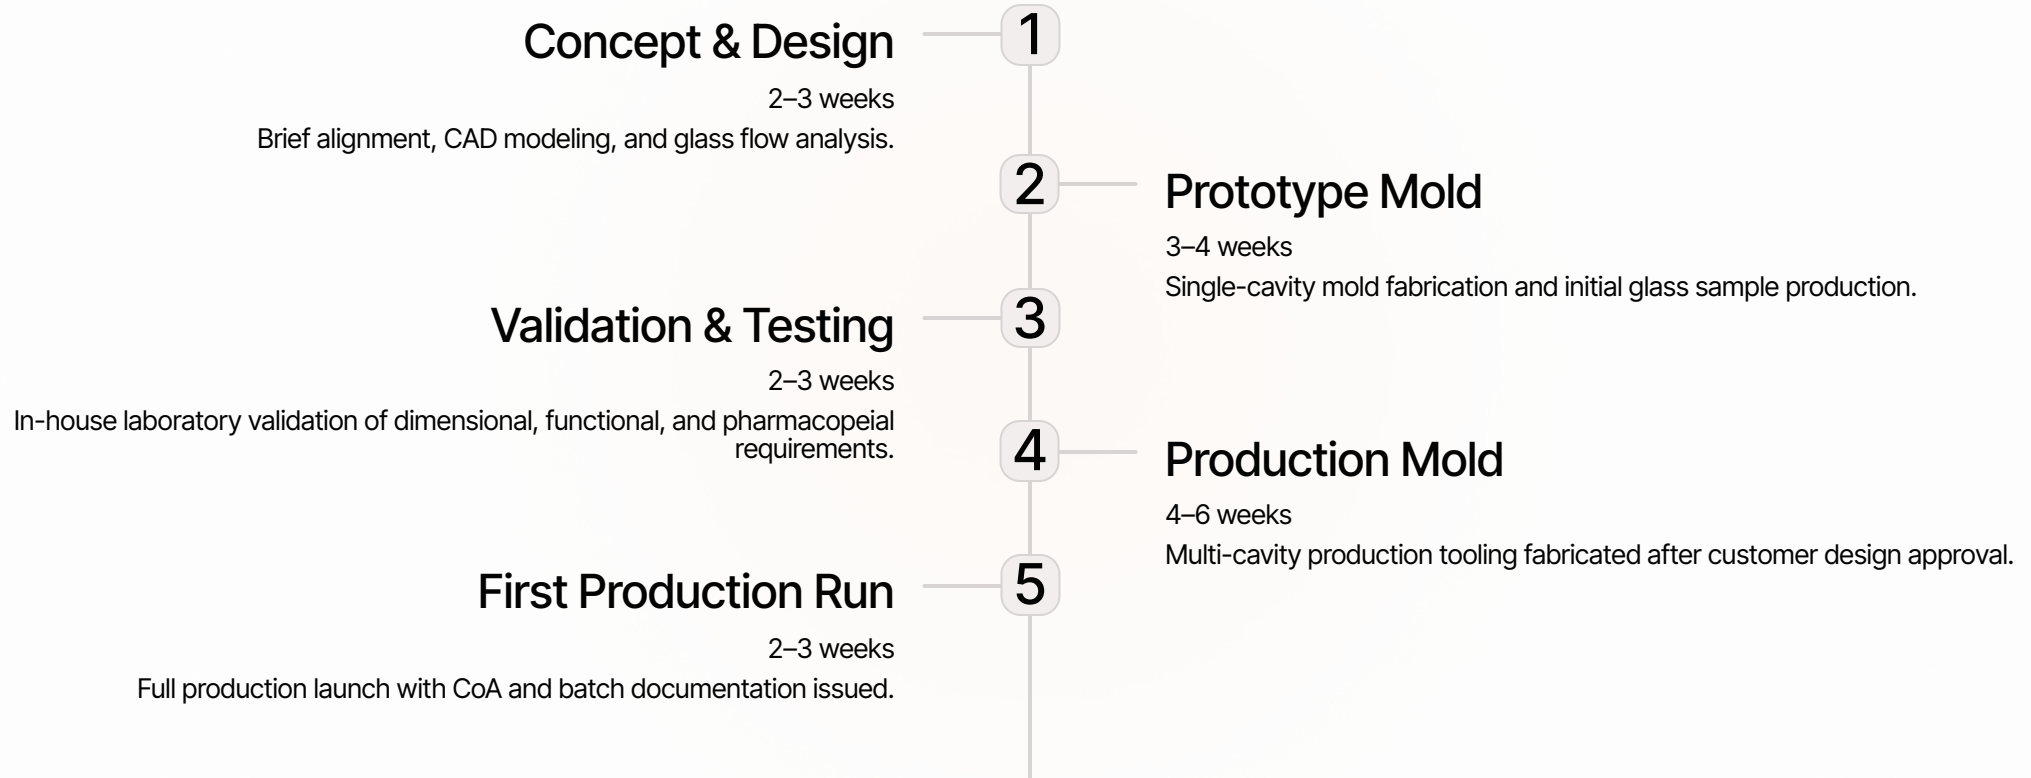 Concept & Design
1
2–3 weeks
Brief alignment, CAD modeling, and glass flow analysis.
2
Prototype Mold
3–4 weeks
Single-cavity mold fabrication and initial glass sample production.
Validation & Testing
3
2–3 weeks
In-house laboratory validation of dimensional, functional, and pharmacopeial
requirements.
4
Production Mold
4–6 weeks
Multi-cavity production tooling fabricated after customer design approval.
First Production Run
5
2–3 weeks
Full production launch with CoA and batch documentation issued.